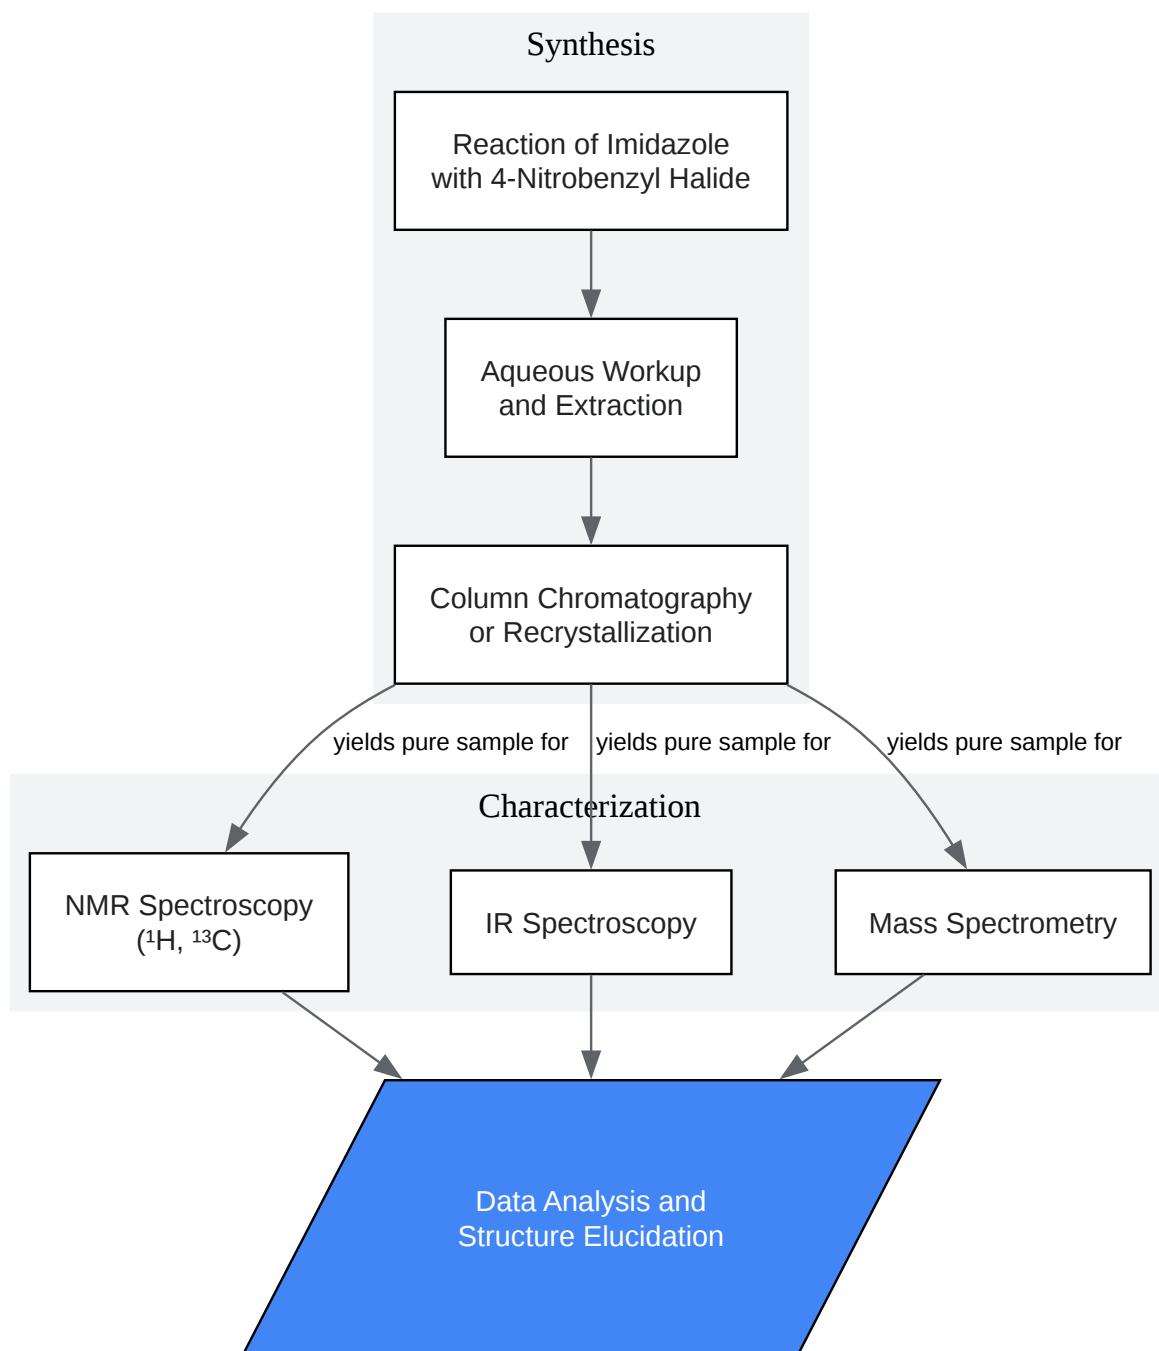 Synthesis
Reaction of Imidazole
with 4-Nitrobenzyl Halide
Aqueous Workup
and Extraction
Column Chromatography
or Recrystallization
yields pure sample for
yields pure sample for
yields pure sample for
Characterization
NMR Spectroscopy
(¹H, ¹³C)
IR Spectroscopy
Mass Spectrometry
Data Analysis and
Structure Elucidation